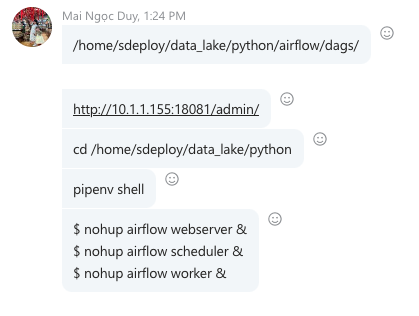 Mai Ngọc Duy, 1:24 PM
/home/sdeploy/data_lake/python/airflow/dags/
http://10.1.1.155:18081/admin/
cd /home/sdeploy/data_lake/python
pipenv shell
$ nohup airflow webserver &
$ nohup airflow scheduler &
$ nohup airflow worker &